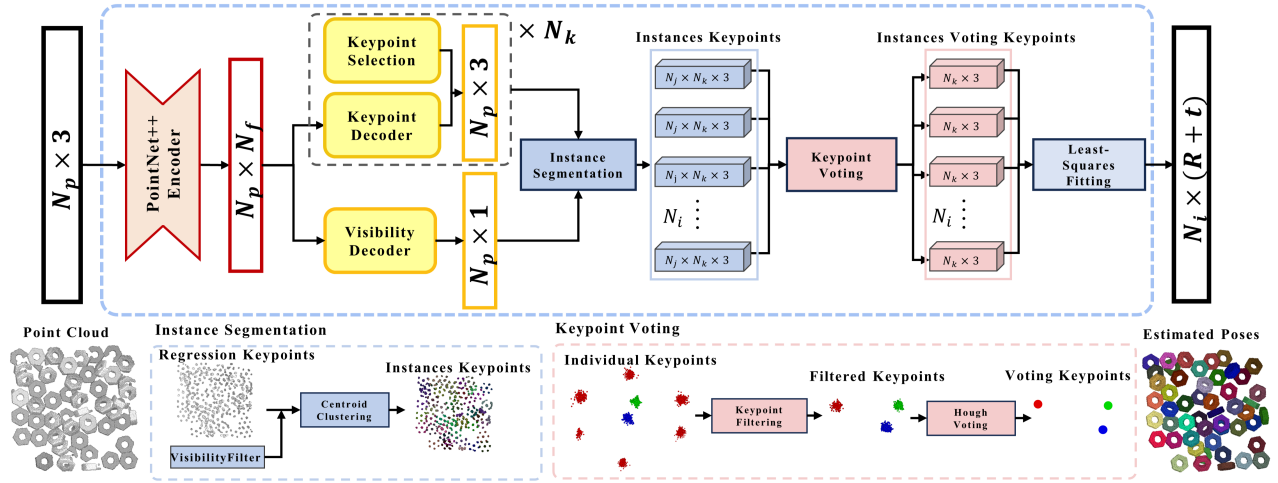 N_p × 3
PointNet++
Encoder
N_p × N_f
Keypoint
Selection
Keypoint
Decoder
N_p × 3
× N_k
Visibility
Decoder
N_p × 1
Instance
Segmentation
Instances Keypoints
N_j × N_k × 3
N_j × N_k × 3
N_j × N_k × 3
N_i ⋮
N_j × N_k × 3
Keypoint
Voting
Instances Voting Keypoints
N_k × 3
N_k × 3
N_k × 3
N_i ⋮
N_k × 3
Least-
Squares
Fitting
N_i × (R + t)
Point Cloud
Instance Segmentation
Regression Keypoints
VisibilityFilter
Centroid
Clustering
Instances Keypoints
Keypoint Voting
Individual Keypoints
Keypoint
Filtering
Filtered Keypoints
Hough
Voting
Voting Keypoints
Estimated Poses